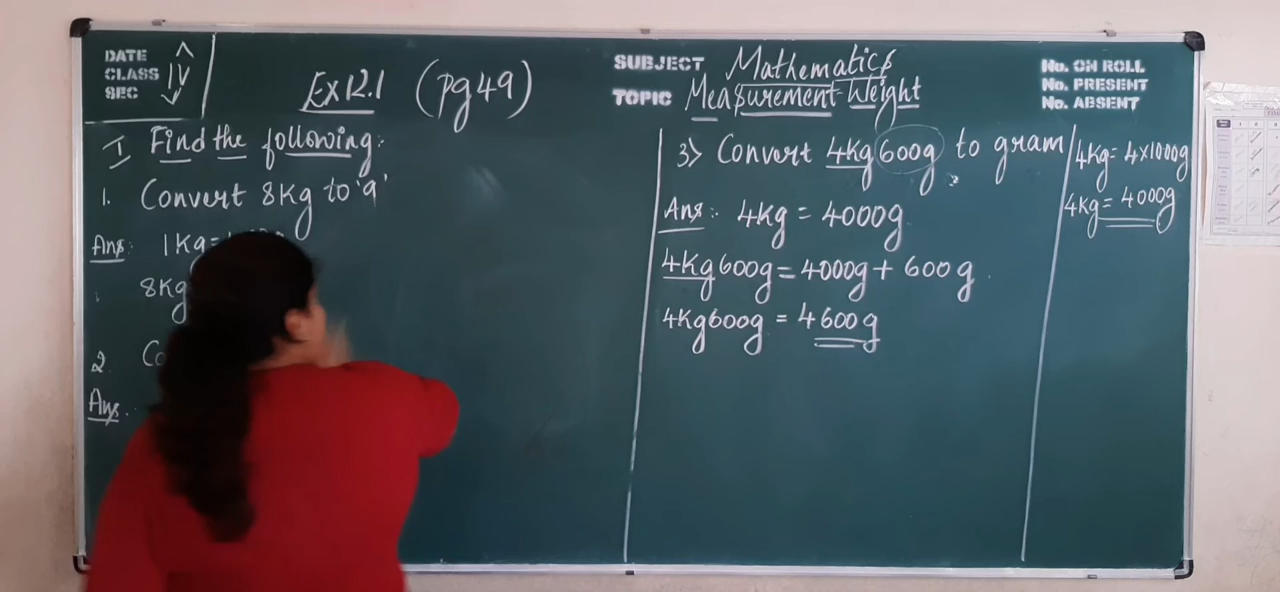 DATE
CLASS IV
SEC
Ex 12.1 (pg 49)
SUBJECT Mathematics
TOPIC Measurement Weight
No. ON ROLL
No. PRESENT
No. ABSENT
I Find the following:
1. Convert 8Kg to 'g'
Ans: 1Kg=
8Kg
2.
Ans.
3) Convert 4Kg 600g to gram
Ans: 4Kg = 4000g
4Kg 600g = 4000g + 600g
4Kg 600g = 4600g
4Kg = 4×1000g
4Kg = 4000g